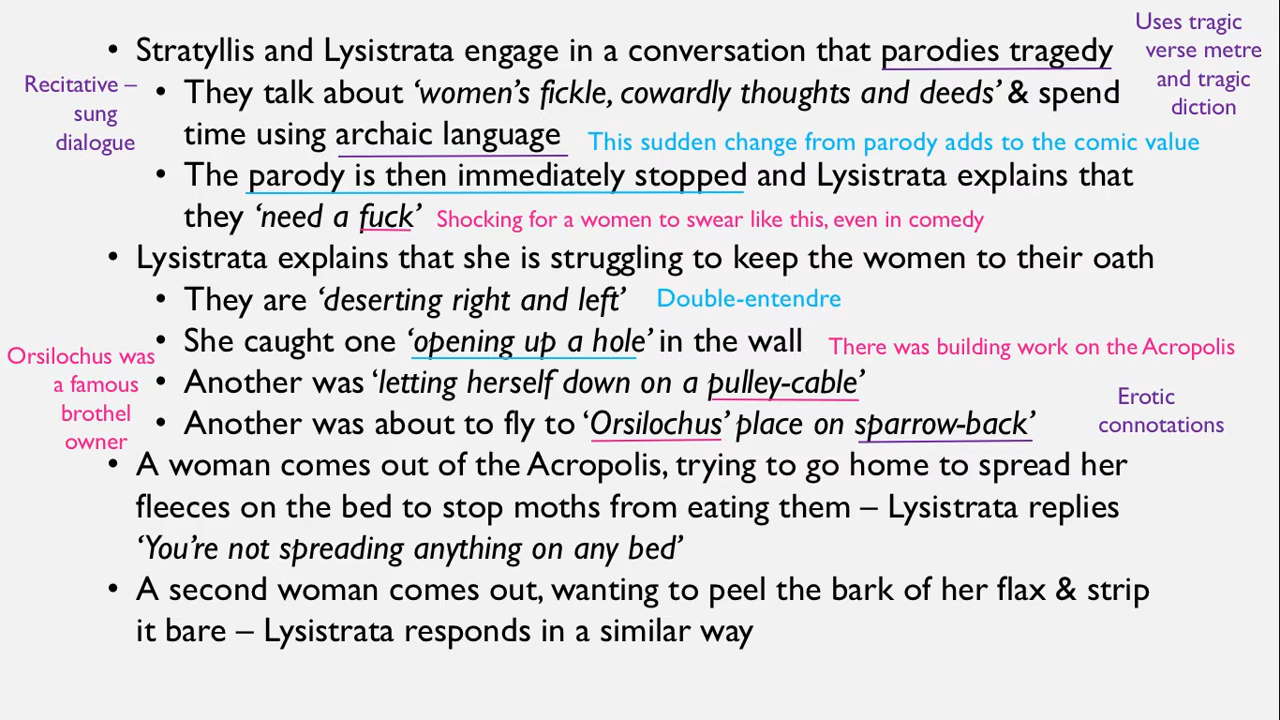 • Stratyllis and Lysistrata engage in a conversation that parodies tragedy
Uses tragic
verse metre
and tragic
diction
Recitative –
sung
dialogue
• They talk about ‘women’s fickle, cowardly thoughts and deeds’ & spend
time using archaic language
This sudden change from parody adds to the comic value
• The parody is then immediately stopped and Lysistrata explains that
they ‘need a fuck’
Shocking for a women to swear like this, even in comedy
• Lysistrata explains that she is struggling to keep the women to their oath
• They are ‘deserting right and left’
Double-entendre
• She caught one ‘opening up a hole’ in the wall
There was building work on the Acropolis
• Another was ‘letting herself down on a pulley-cable’
Orsilochus was
a famous
brothel
owner
• Another was about to fly to ‘Orsilochus’ place on sparrow-back’
Erotic
connotations
• A woman comes out of the Acropolis, trying to go home to spread her
fleeces on the bed to stop moths from eating them – Lysistrata replies
‘You’re not spreading anything on any bed’
• A second woman comes out, wanting to peel the bark of her flax & strip
it bare – Lysistrata responds in a similar way